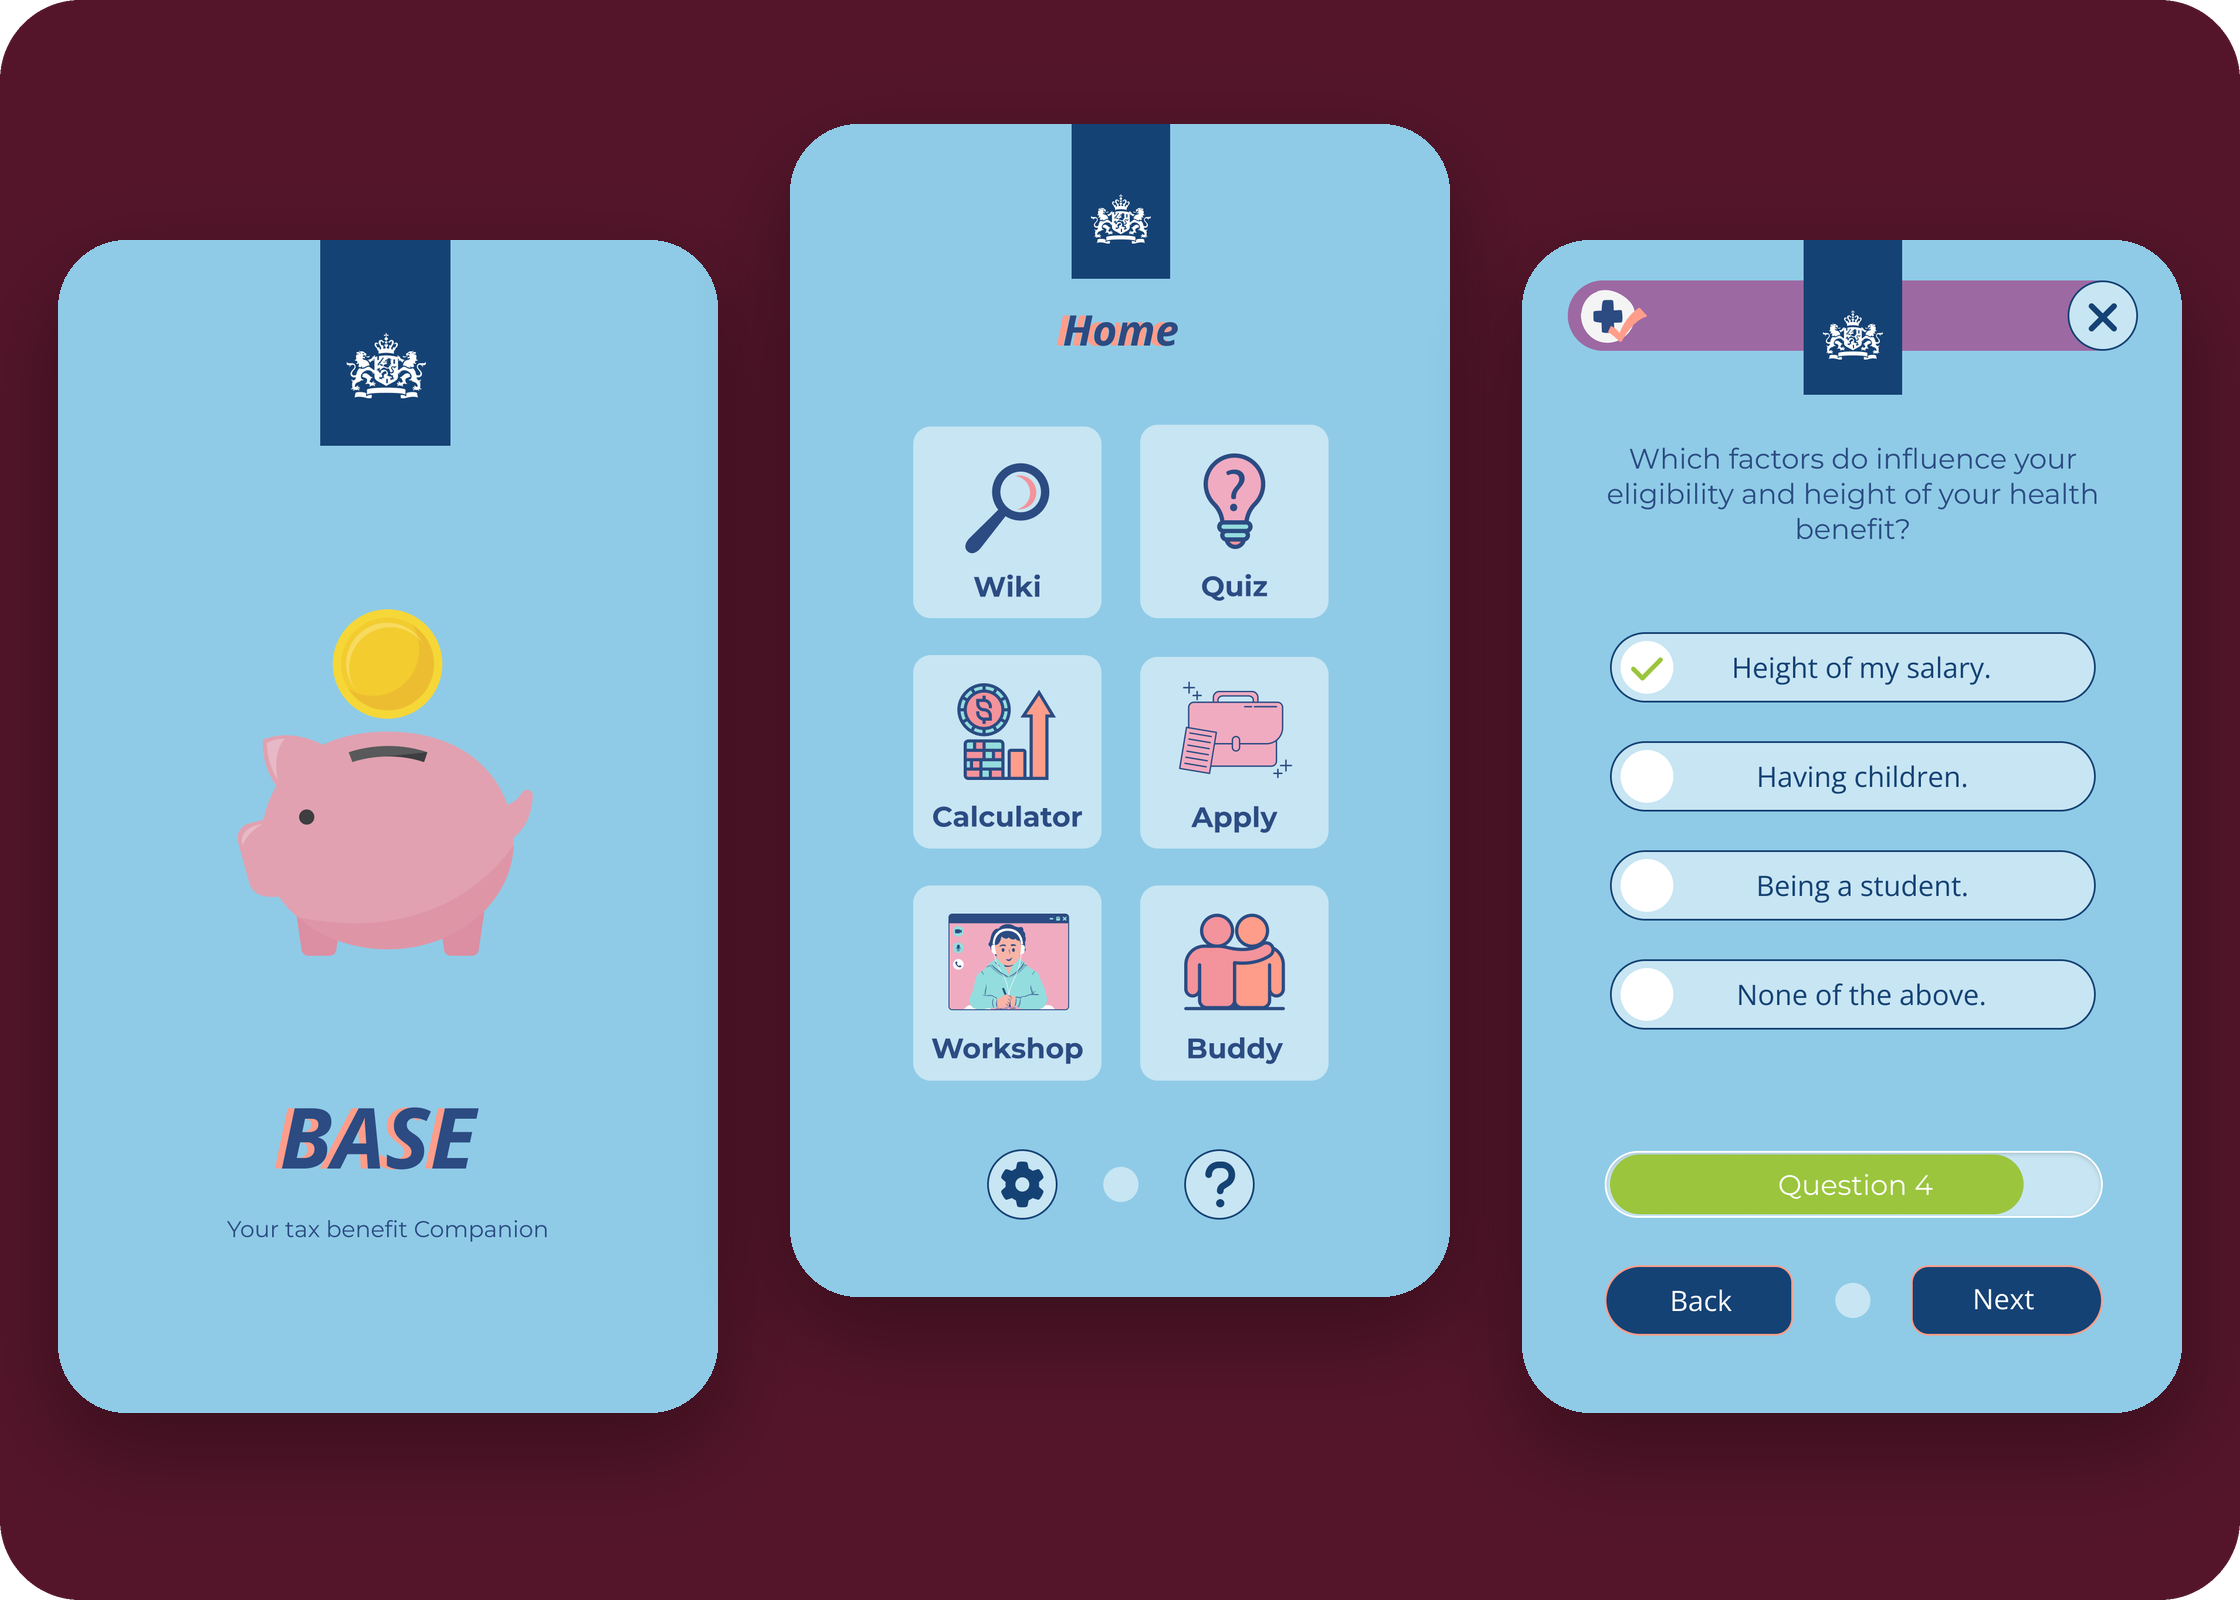 BASE
Your tax benefit Companion
Home
Wiki
Quiz
Calculator
Apply
Workshop
Buddy
Which factors do influence your
eligibility and height of your health
benefit?
Height of my salary.
Having children.
Being a student.
None of the above.
Question 4
Back
Next